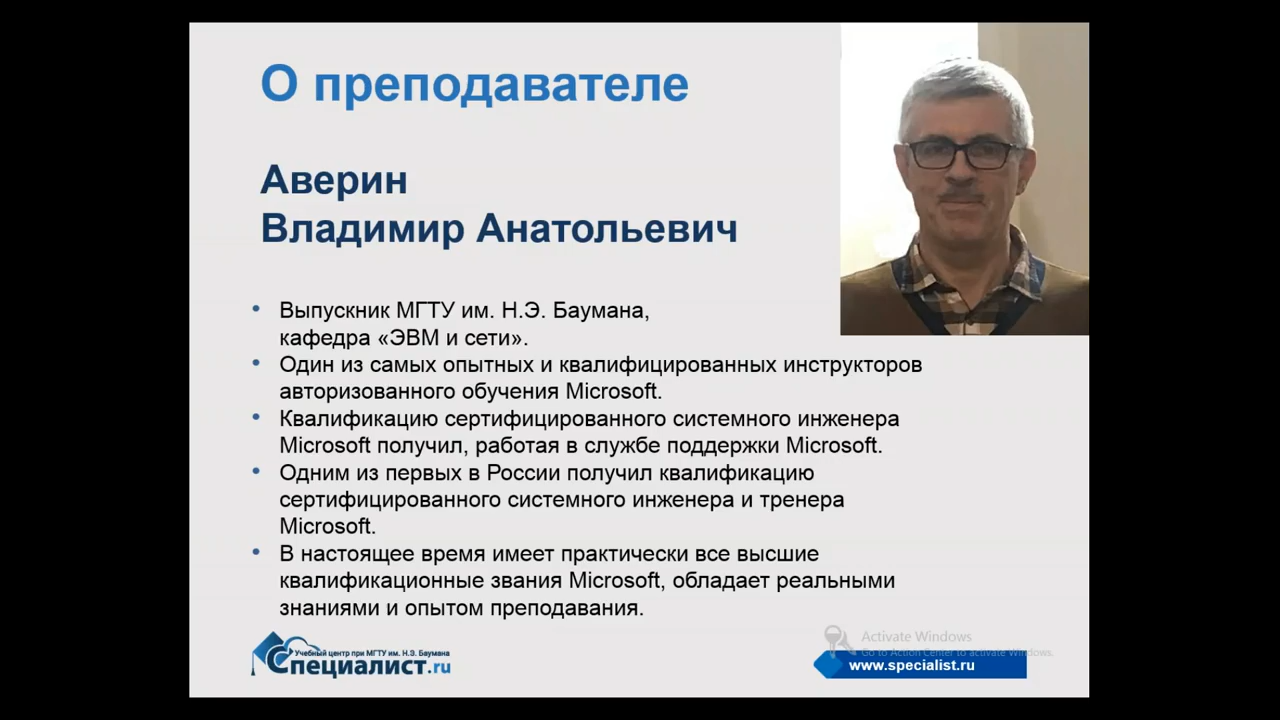 О преподавателе
Аверин
Владимир Анатольевич
• Выпускник МГТУ им. Н.Э. Баумана,
кафедра «ЭВМ и сети».
• Один из самых опытных и квалифицированных инструкторов
авторизованного обучения Microsoft.
• Квалификацию сертифицированного системного инженера
Microsoft получил, работая в службе поддержки Microsoft.
• Одним из первых в России получил квалификацию
сертифицированного системного инженера и тренера
Microsoft.
• В настоящее время имеет практически все высшие
квалификационные звания Microsoft, обладает реальными
знаниями и опытом преподавания.
Учебный центр при МГТУ им. Н.Э. Баумана
Специалист.ru
Activate Windows
Go to Action Center to activate Windows.
www.specialist.ru